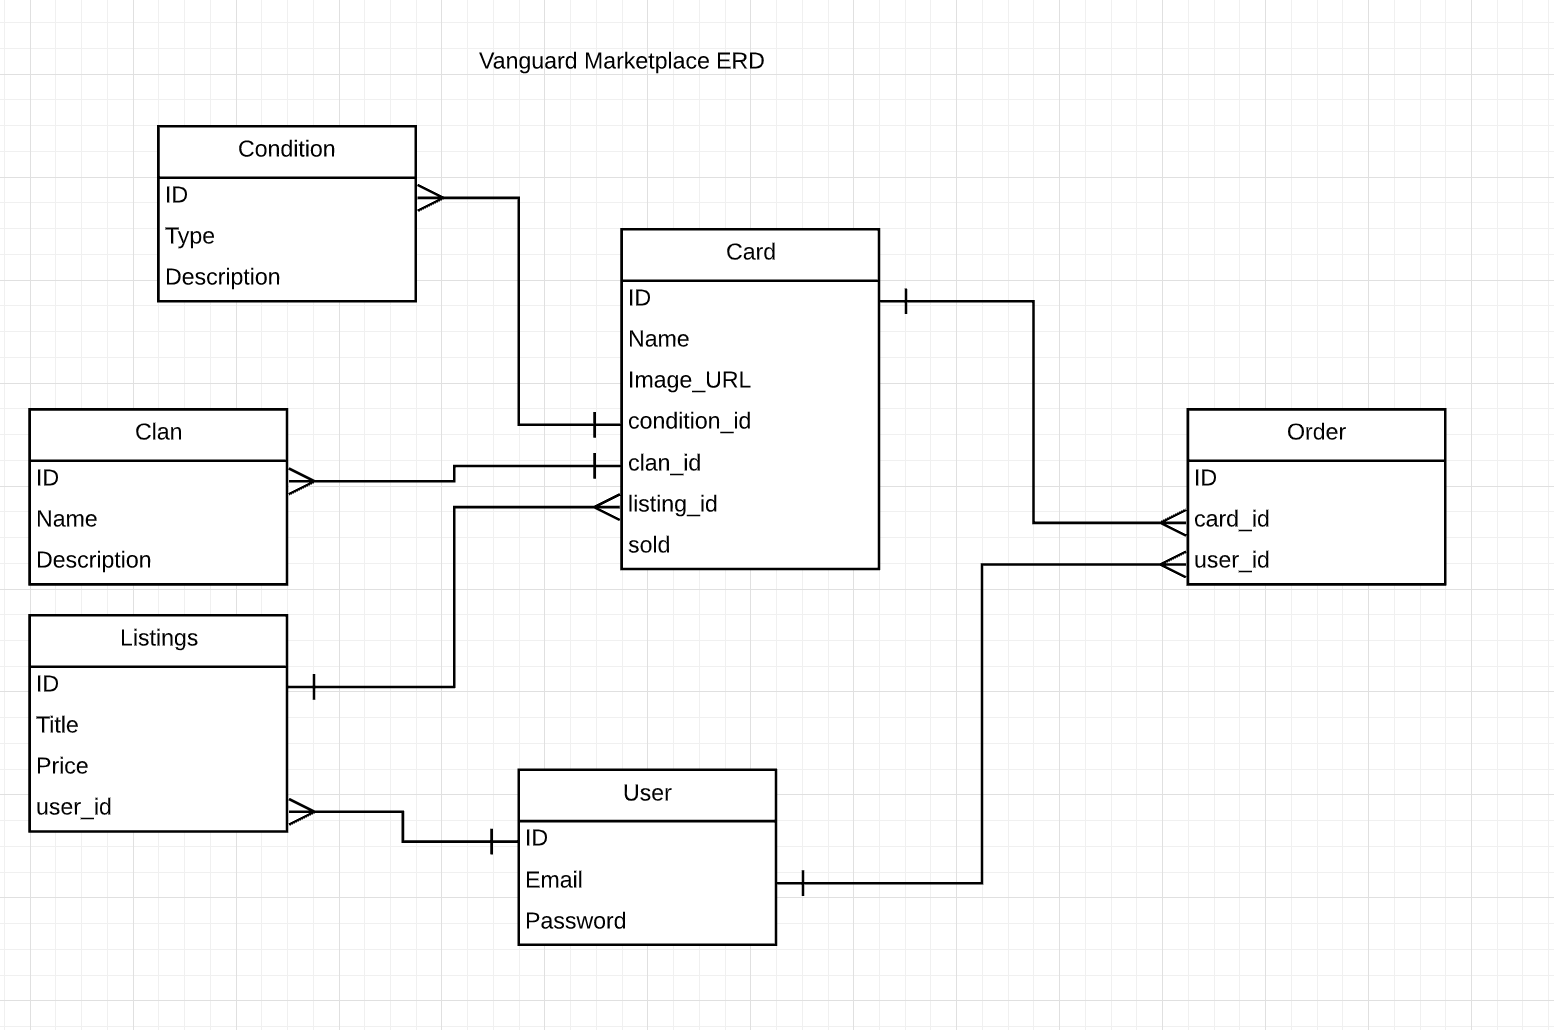 Vanguard Marketplace ERD
Condition
ID
Type
Description
Card
ID
Name
Image_URL
condition_id
clan_id
listing_id
sold
Clan
ID
Name
Description
Order
ID
card_id
user_id
Listings
ID
Title
Price
user_id
User
ID
Email
Password